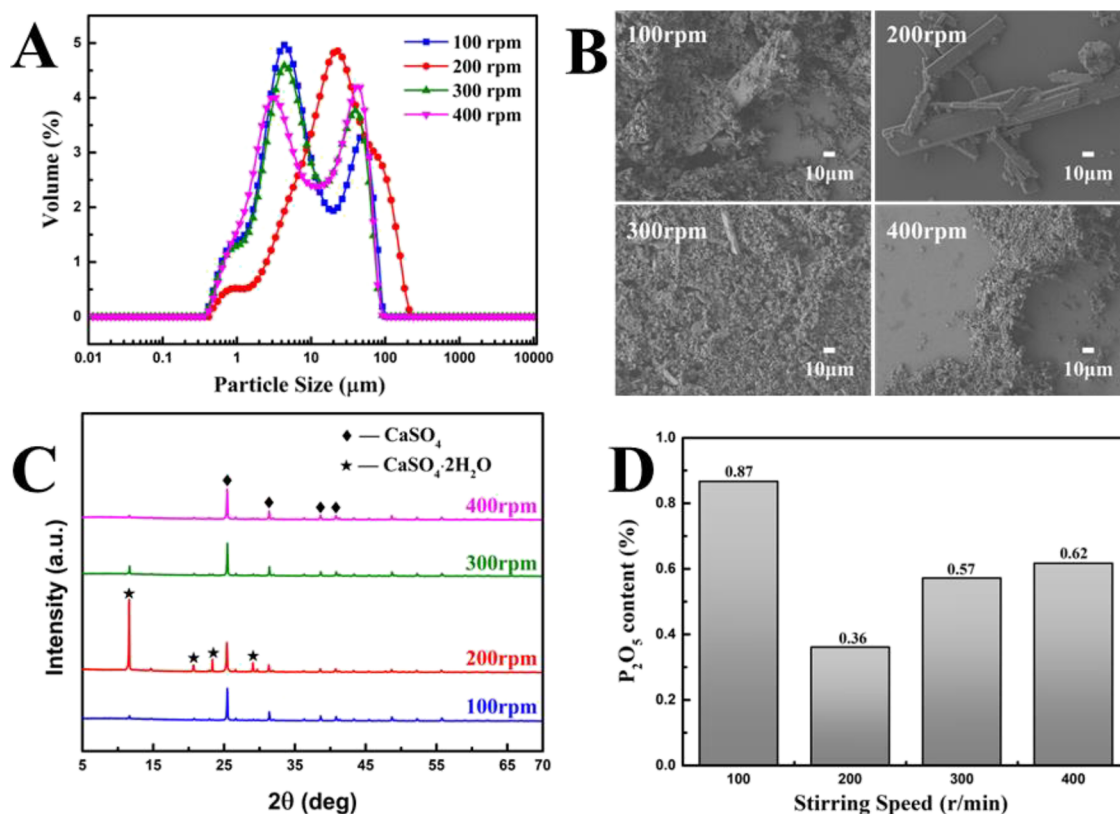 A
100 rpm
200 rpm
300 rpm
400 rpm
5
4
3
2
1
0
Volume (%)
0.01 0.1 1 10 100 1000 10000
Particle Size (μm)
B
100rpm
10μm
200rpm
10μm
300rpm
10μm
400rpm
10μm
C
♦ — CaSO₄
★ — CaSO₄·2H₂O
400rpm
300rpm
200rpm
100rpm
Intensity (a.u.)
5 15 25 35 45 55 65 70
2θ (deg)
D
1.0
0.8
0.6
0.4
0.2
0.0
P₂O₅ content (%)
0.87
0.36
0.57
0.62
100 200 300 400
Stirring Speed (r/min)